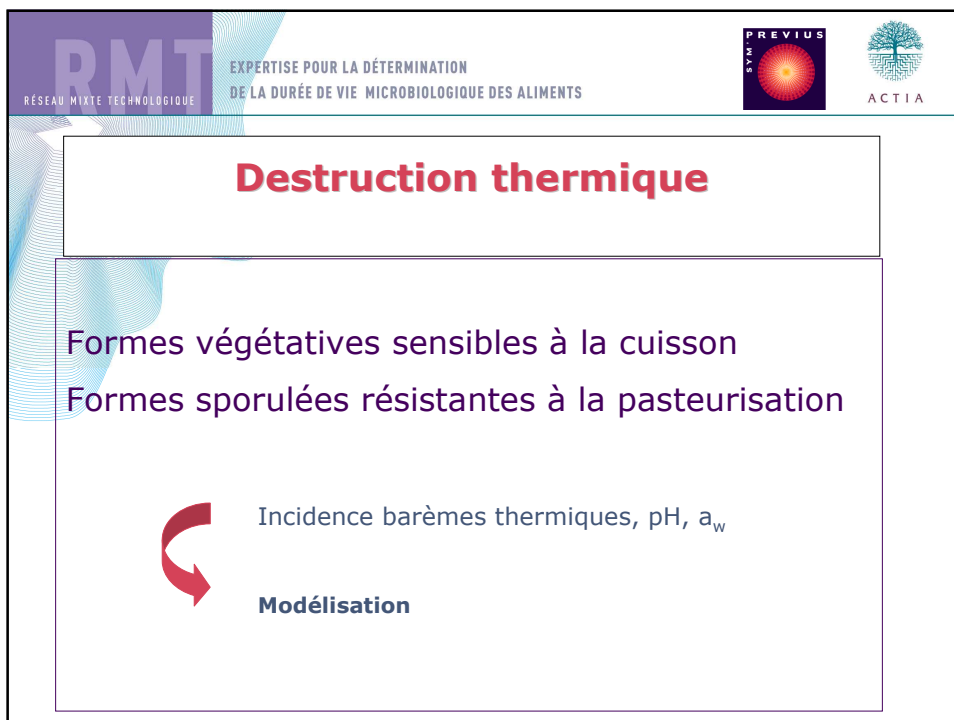 RMT
RÉSEAU MIXTE TECHNOLOGIQUE
EXPERTISE POUR LA DÉTERMINATION
DE LA DURÉE DE VIE MICROBIOLOGIQUE DES ALIMENTS
SYM'PREVIUS
ACTIA
Destruction thermique
Formes végétatives sensibles à la cuisson
Formes sporulées résistantes à la pasteurisation
Incidence barèmes thermiques, pH, aw
Modélisation